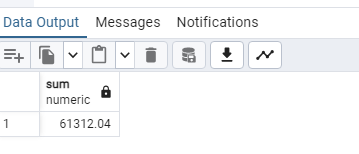 Data Output Messages Notifications
sum
numeric
1 61312.04